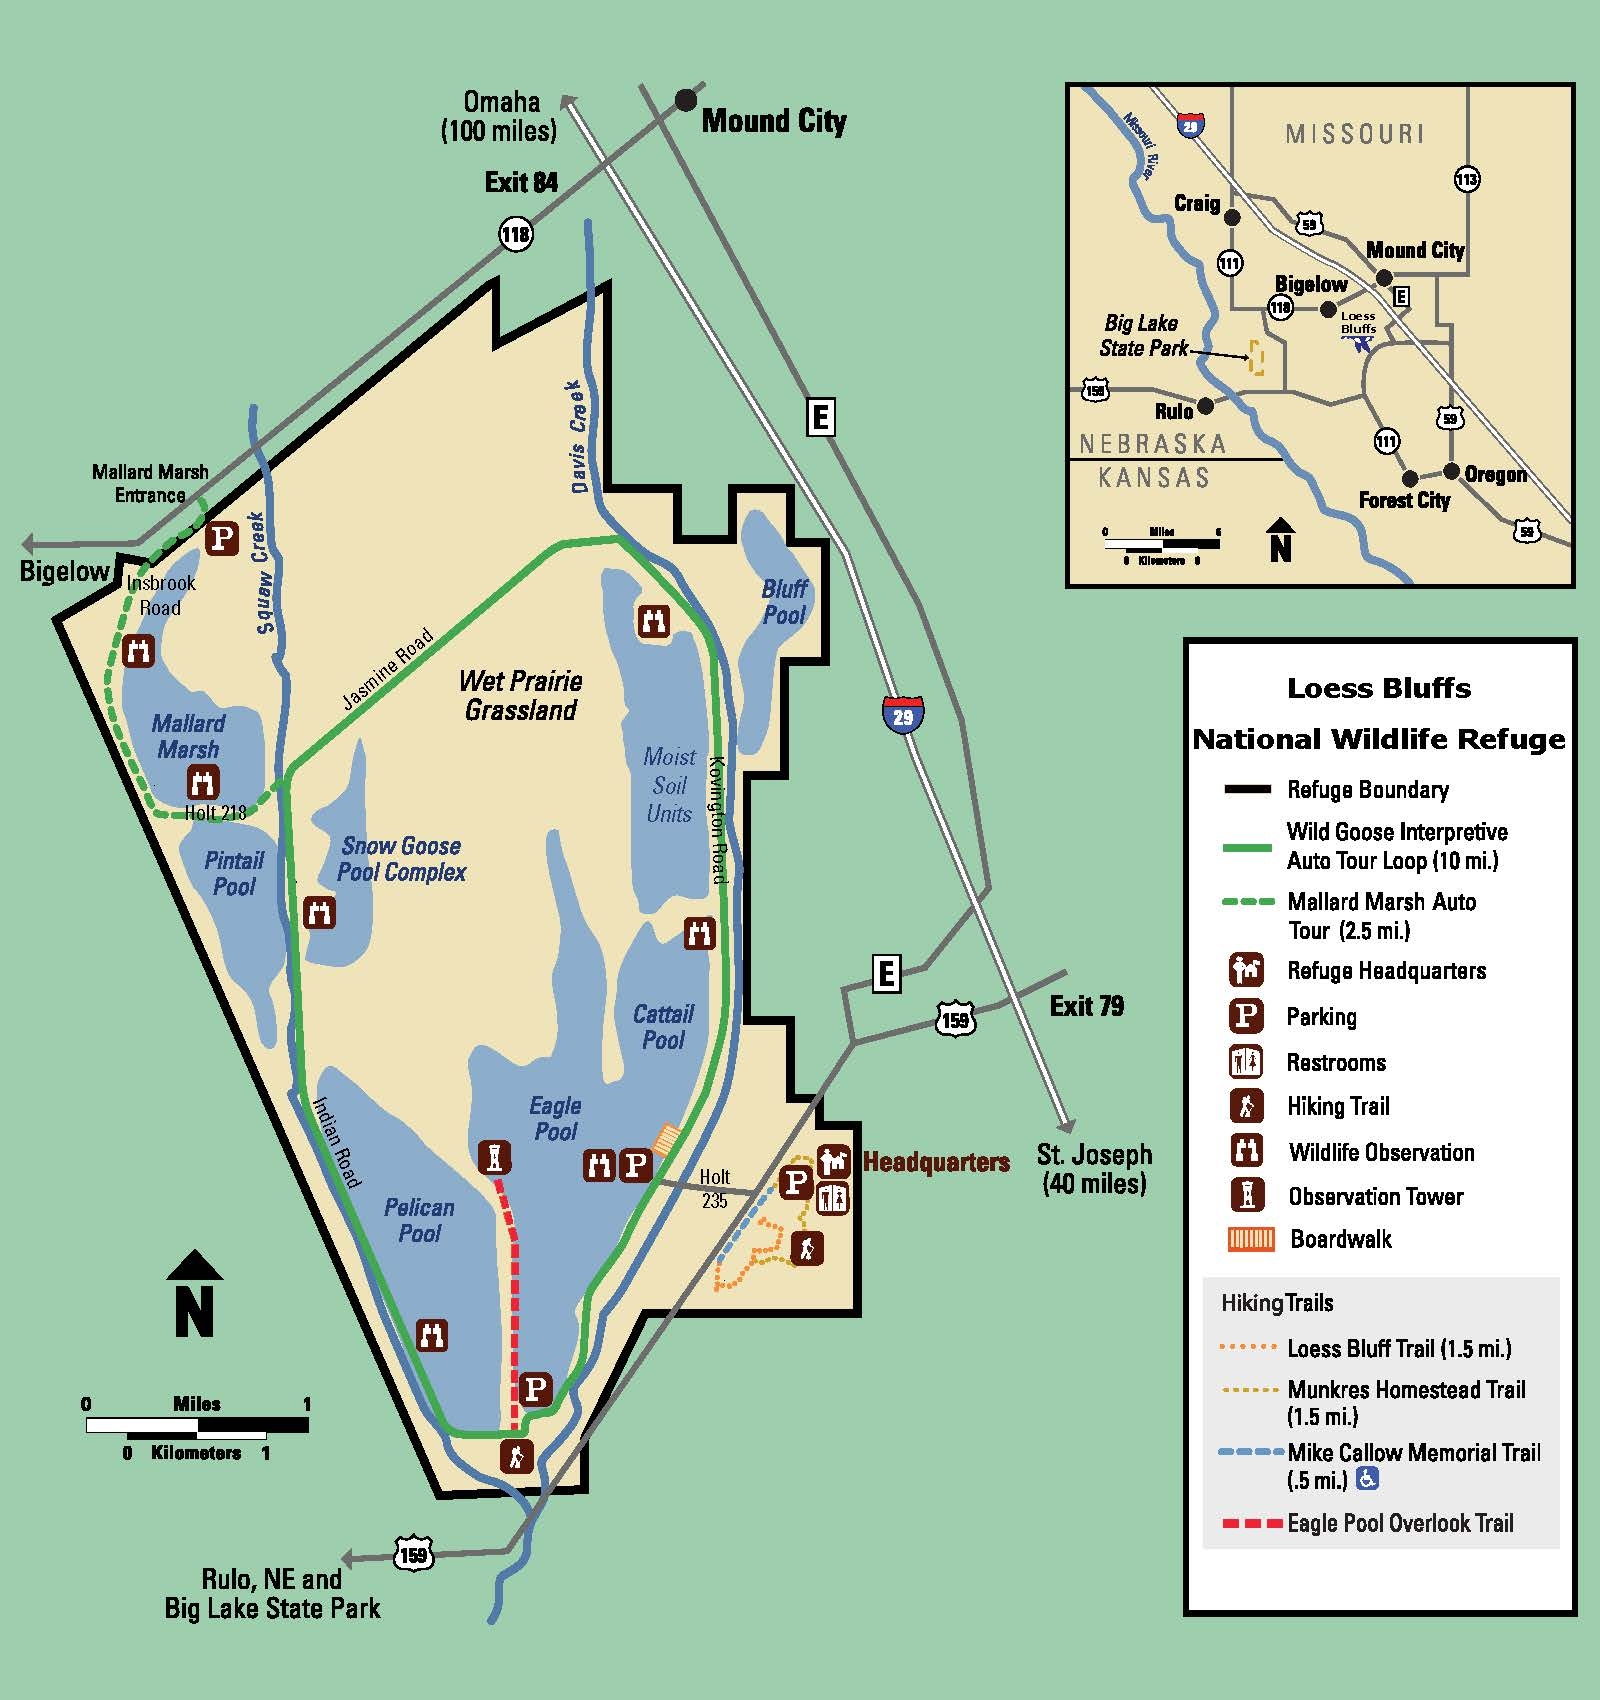 Omaha
(100 miles)
Mound City
Exit 84
118
E
Mallard Marsh
Entrance
P
Bigelow
Insbrook
Road
Squaw Creek
Davis Creek
Jasmine Road
Wet Prairie
Grassland
Bluff
Pool
Mallard
Marsh
Holt 218
Moist
Soil
Units
Kovington Road
29
Pintail
Pool
Snow Goose
Pool Complex
E
159
Exit 79
Cattail
Pool
Eagle
Pool
P
Indian Road
Pelican
Pool
Holt
235
P
Headquarters
St. Joseph
(40 miles)
N
0 Miles 1
0 Kilometers 1
P
159
Rulo, NE and
Big Lake State Park
Missouri River
29
MISSOURI
113
Craig
59
111
Mound City
Bigelow
E
118
Loess
Bluffs
Big Lake
State Park
159
Rulo
59
NEBRASKA
KANSAS
111
Oregon
Forest City
59
0 Miles 6
0 Kilometers 6
N
Loess Bluffs
National Wildlife Refuge
Refuge Boundary
Wild Goose Interpretive
Auto Tour Loop (10 mi.)
Mallard Marsh Auto
Tour (2.5 mi.)
Refuge Headquarters
P Parking
Restrooms
Hiking Trail
Wildlife Observation
Observation Tower
Boardwalk
Hiking Trails
Loess Bluff Trail (1.5 mi.)
Munkres Homestead Trail
(1.5 mi.)
Mike Callow Memorial Trail
(.5 mi.)
Eagle Pool Overlook Trail